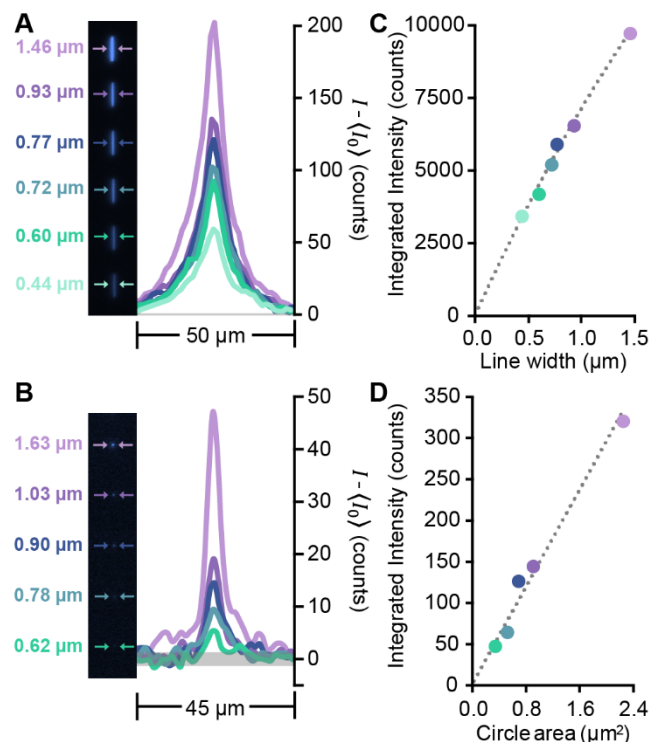 A
1.46 µm
0.93 µm
0.77 µm
0.72 µm
0.60 µm
0.44 µm
200
150
100
50
0
I - ⟨I₀⟩ (counts)
50 µm
C
10000
7500
5000
2500
0
Integrated Intensity (counts)
0.0 0.5 1.0 1.5
Line width (µm)
B
1.63 µm
1.03 µm
0.90 µm
0.78 µm
0.62 µm
50
40
30
20
10
0
I - ⟨I₀⟩ (counts)
45 µm
D
350
300
250
200
150
100
50
0
Integrated Intensity (counts)
0.0 0.8 1.6 2.4
Circle area (µm²)